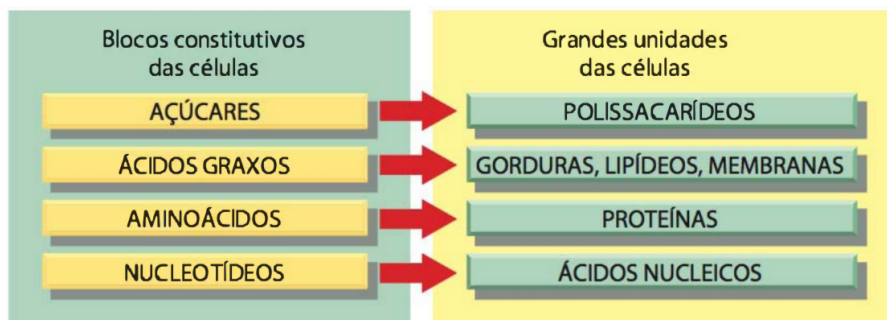 Blocos constitutivos
das células
AÇÚCARES
ÁCIDOS GRAXOS
AMINOÁCIDOS
NUCLEOTÍDEOS
Grandes unidades
das células
POLISSACARÍDEOS
GORDURAS, LIPÍDEOS, MEMBRANAS
PROTEÍNAS
ÁCIDOS NUCLEICOS